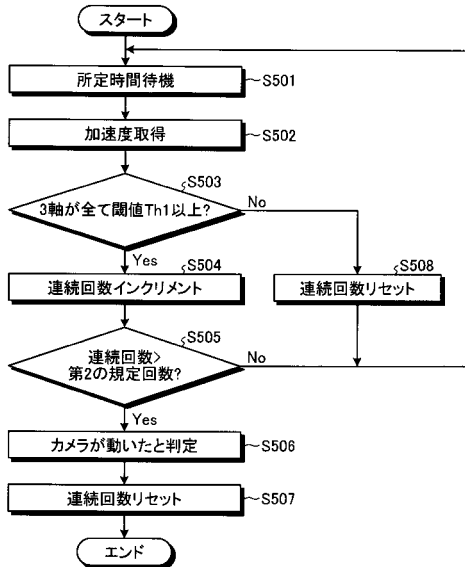 スタート
所定時間待機
S501
加速度取得
S502
S503
3軸が全て閾値Th1以上?
No
Yes
S504
連続回数インクリメント
S508
連続回数リセット
S505
連続回数>
第2の規定回数?
No
Yes
カメラが動いたと判定
S506
連続回数リセット
S507
エンド